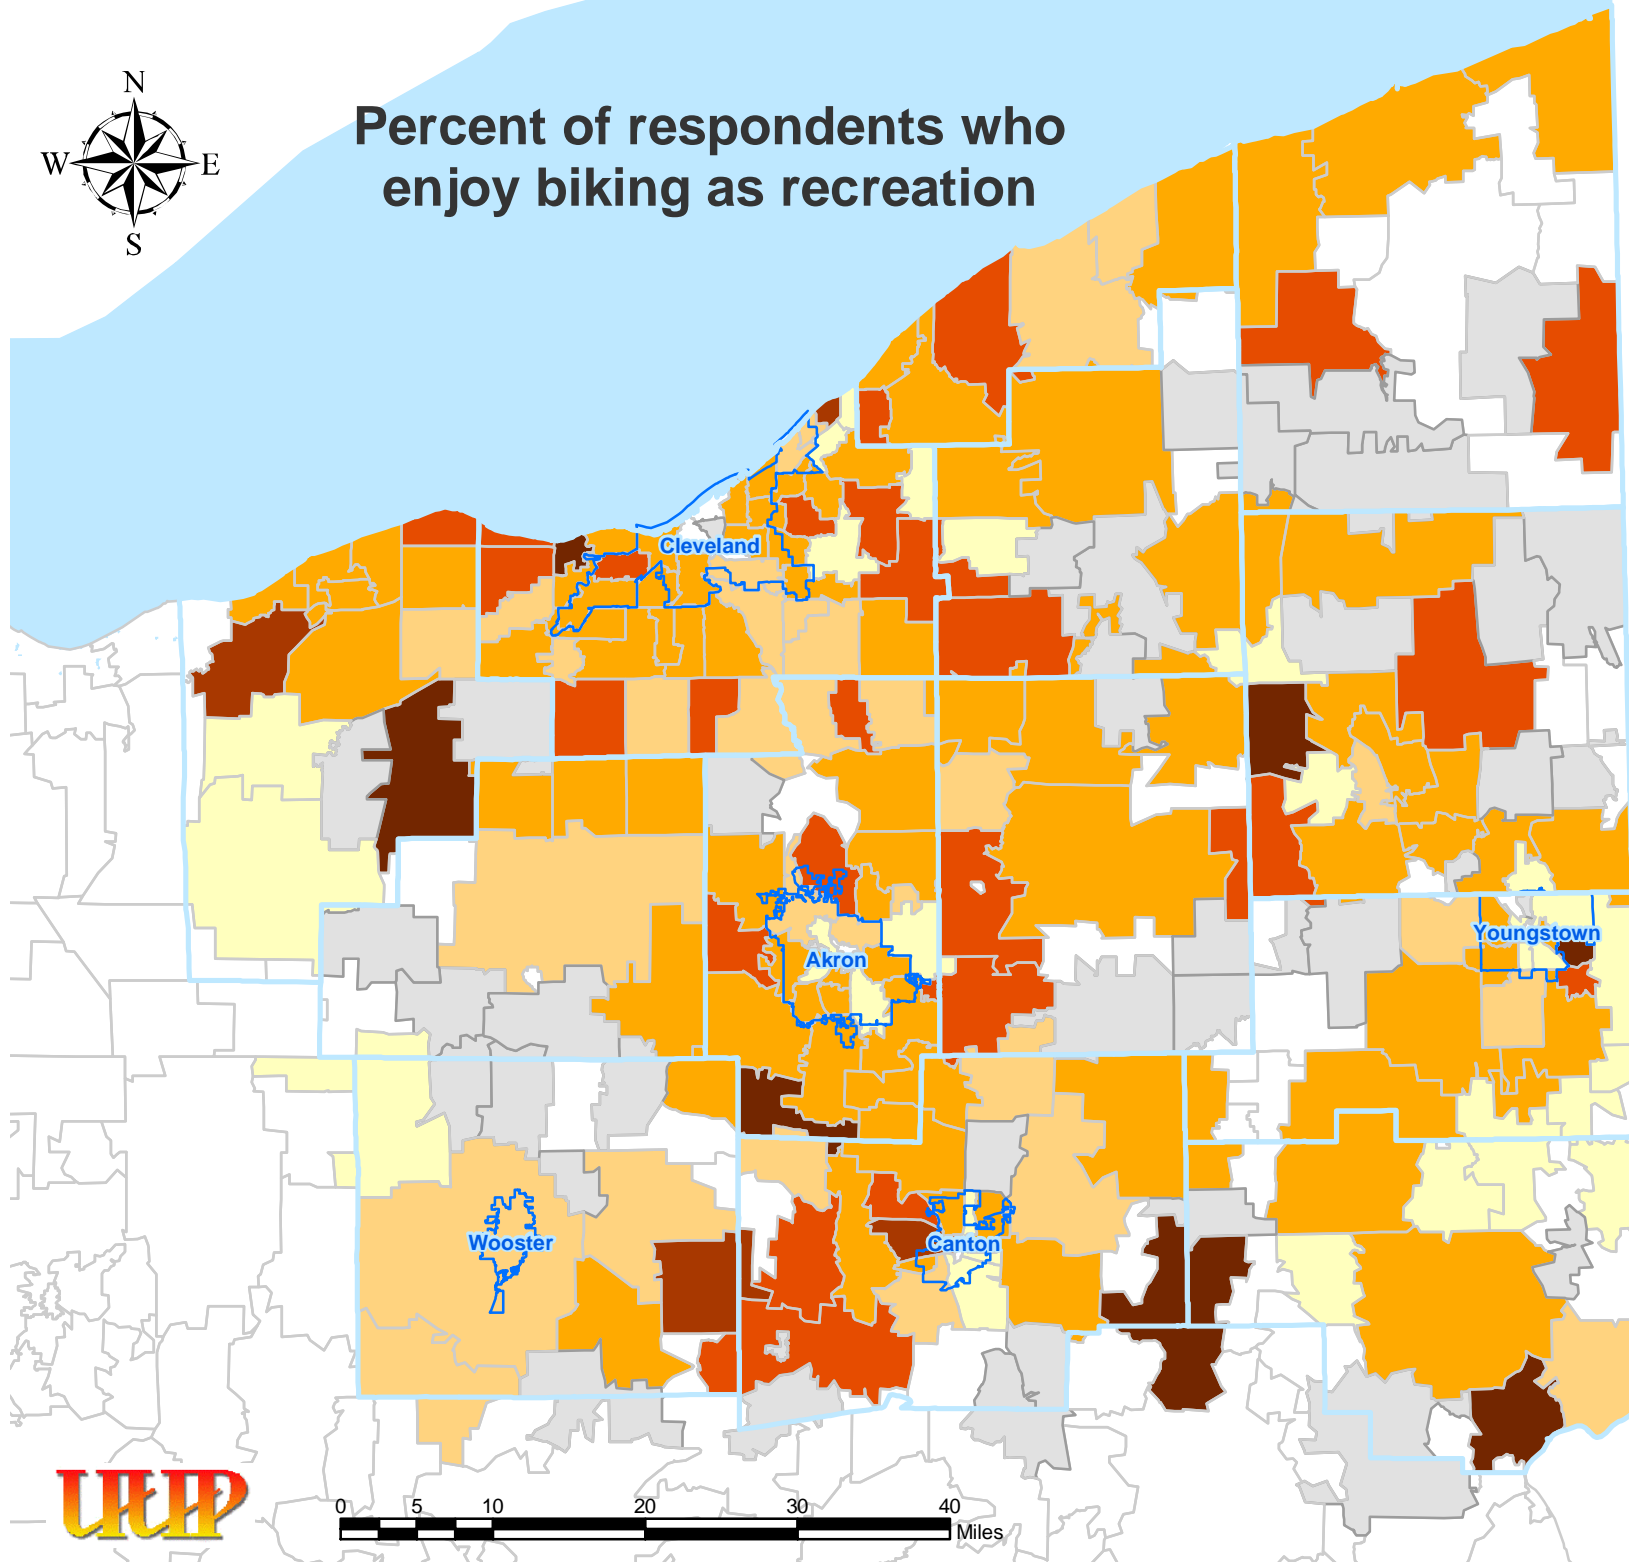 N
W E
S
Percent of respondents who
enjoy biking as recreation
Cleveland
Akron
Youngstown
Wooster
Canton
UUP
0 5 10 20 30 40
Miles